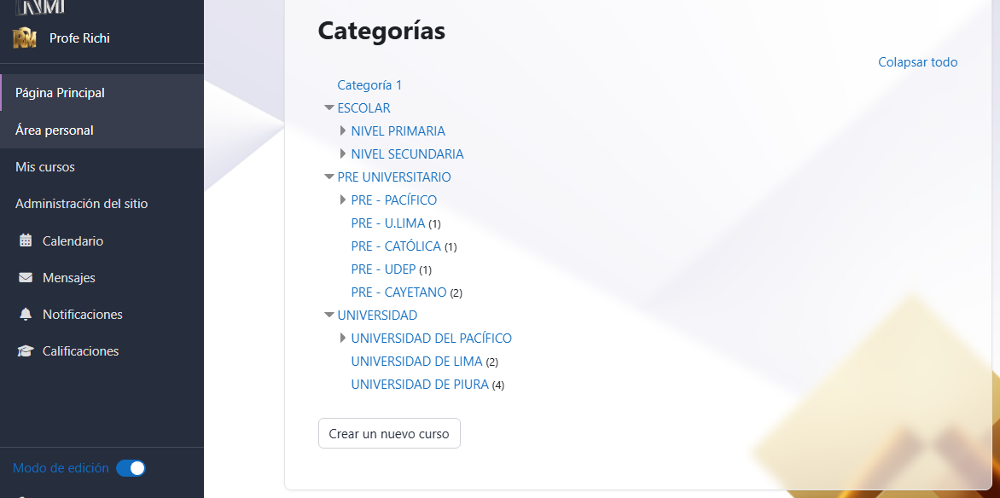 RM
Profe Richi
Página Principal
Área personal
Mis cursos
Administración del sitio
Calendario
Mensajes
Notificaciones
Calificaciones
Modo de edición
Categorías
Colapsar todo
Categoría 1
ESCOLAR
NIVEL PRIMARIA
NIVEL SECUNDARIA
PRE UNIVERSITARIO
PRE - PACÍFICO
PRE - U.LIMA (1)
PRE - CATÓLICA (1)
PRE - UDEP (1)
PRE - CAYETANO (2)
UNIVERSIDAD
UNIVERSIDAD DEL PACÍFICO
UNIVERSIDAD DE LIMA (2)
UNIVERSIDAD DE PIURA (4)
Crear un nuevo curso